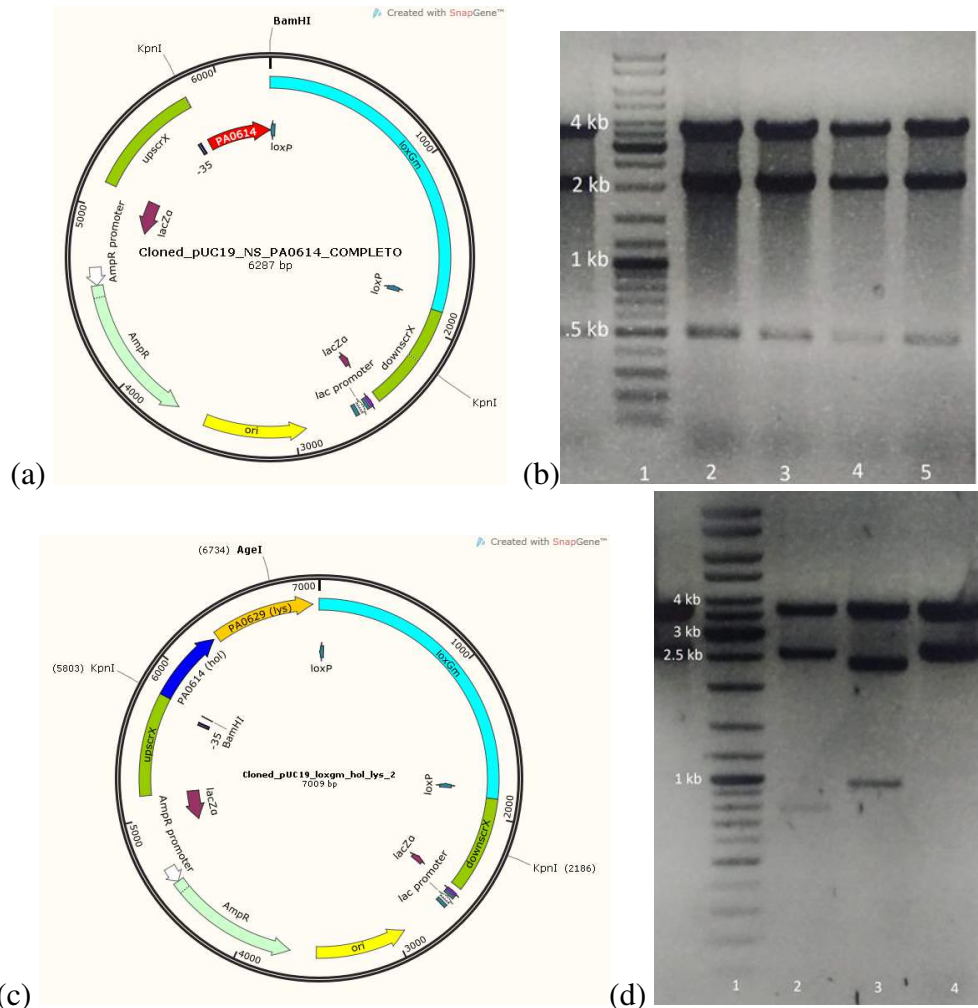 Created with SnapGene™
BamHI
KpnI
6000
1000
loxGm
upscrX
PA0614
loxP
-35
5000
lacZα
AmpR promoter
Cloned_pUC19_NS_PA0614_COMPLETO
6287 bp
loxP
2000
downscrX
lacZα
lac promoter
KpnI
AmpR
4000
ori
3000
(a)
4 kb
2 kb
1 kb
.5 kb
1 2 3 4 5
(b)
Created with SnapGene™
(6734) AgeI
7000
PA0629 (lys)
(5803) KpnI
6000
PA0614 (hol)
loxP
loxGm
1000
upscrX
-35
BamHI
Cloned_pUC19_loxgm_hol_lys_2
7009 bp
lacZα
loxP
2000
5000
AmpR promoter
downscrX
KpnI (2186)
lacZα
lac promoter
AmpR
4000
ori
3000
(c)
4 kb
3 kb
2.5 kb
1 kb
1 2 3 4
(d)